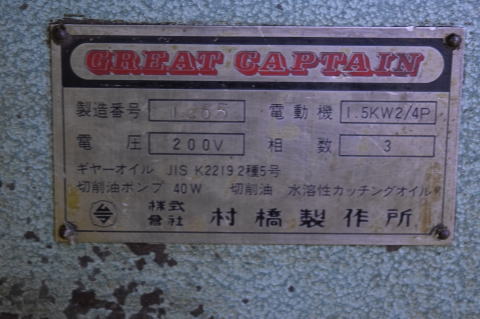 GREAT CAPTAIN
製造番号 電動機 1.5KW2/4P
電圧 200V 相数 3
ギヤーオイル JIS K2219 2種5号
切削油ポンプ 40W 切削油 水溶性カッチングオイル
株式會社 村橋製作所